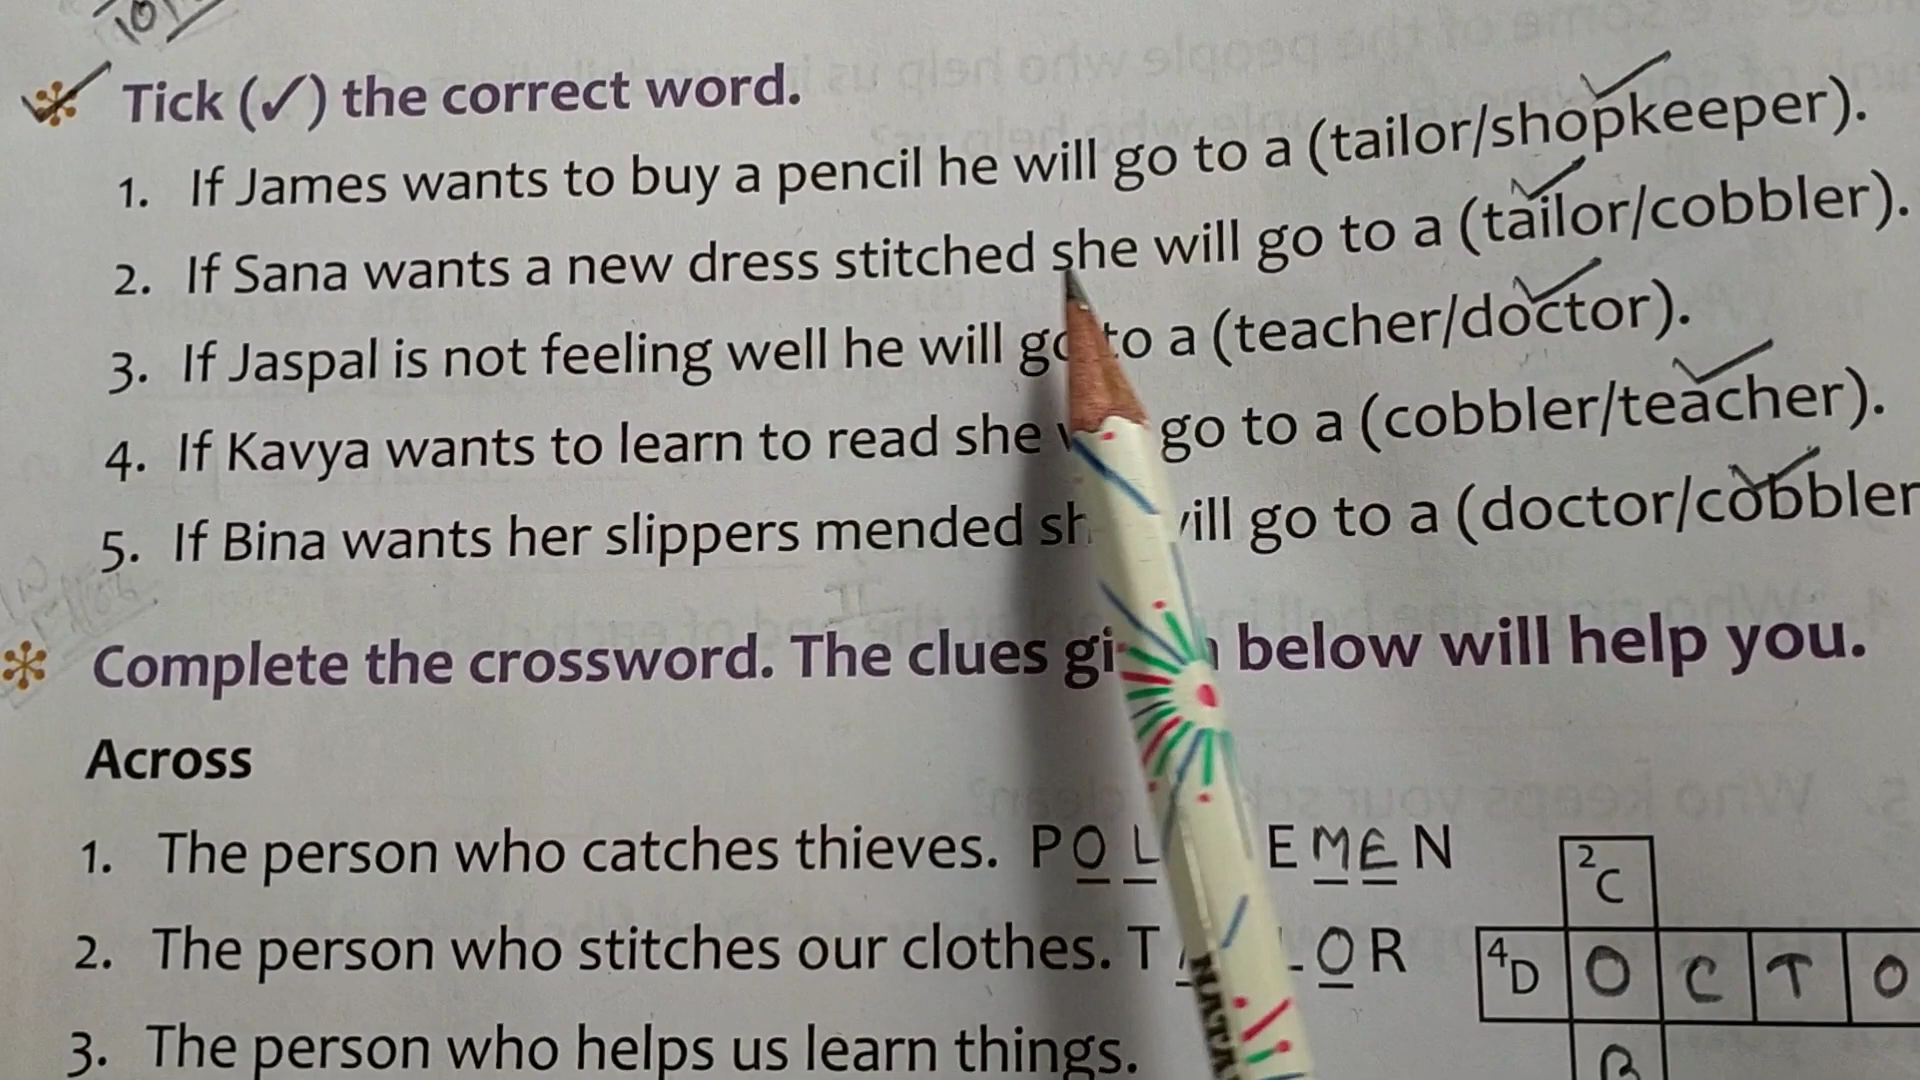 Tick (✓) the correct word.
1. If James wants to buy a pencil he will go to a (tailor/shopkeeper).
2. If Sana wants a new dress stitched she will go to a (tailor/cobbler).
3. If Jaspal is not feeling well he will go to a (teacher/doctor).
4. If Kavya wants to learn to read she go to a (cobbler/teacher).
5. If Bina wants her slippers mended sh ill go to a (doctor/cobbler
Complete the crossword. The clues gi below will help you.
Across
1. The person who catches thieves. P O L E M E N
2. The person who stitches our clothes. T O R
3. The person who helps us learn things.
2 C
4 D O C T O
B
NATA